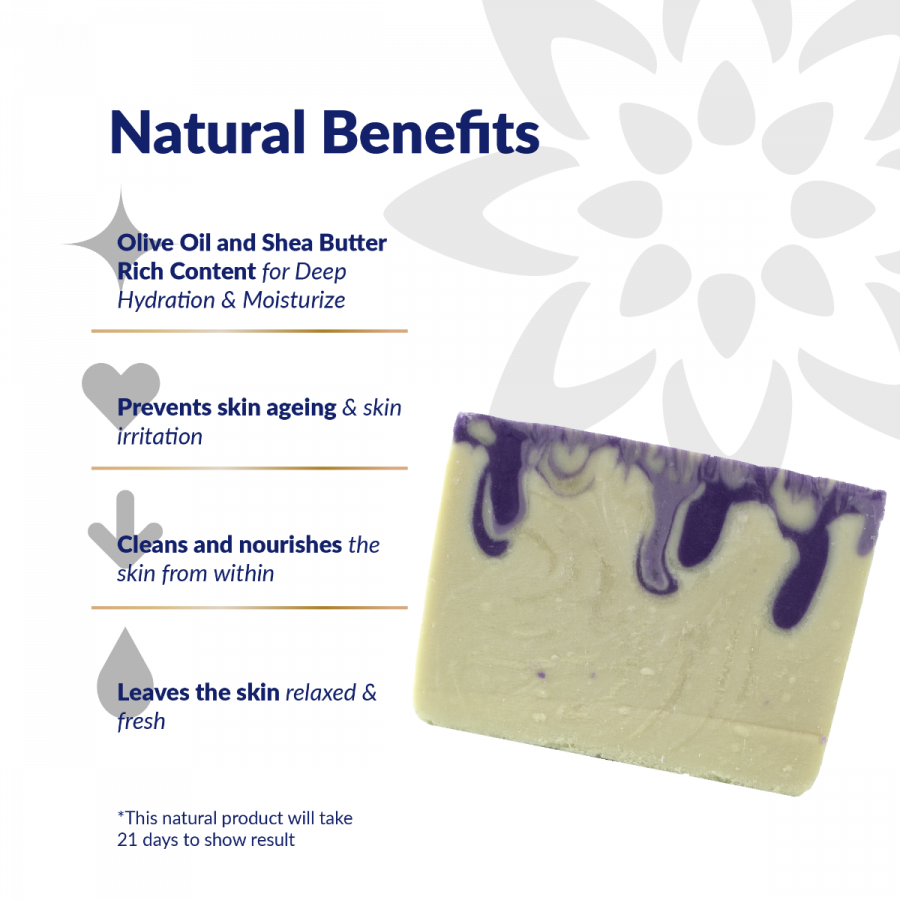 Natural Benefits
Olive Oil and Shea Butter
Rich Content for Deep
Hydration & Moisturize
Prevents skin ageing & skin
irritation
Cleans and nourishes the
skin from within
Leaves the skin relaxed &
fresh
*This natural product will take
21 days to show result